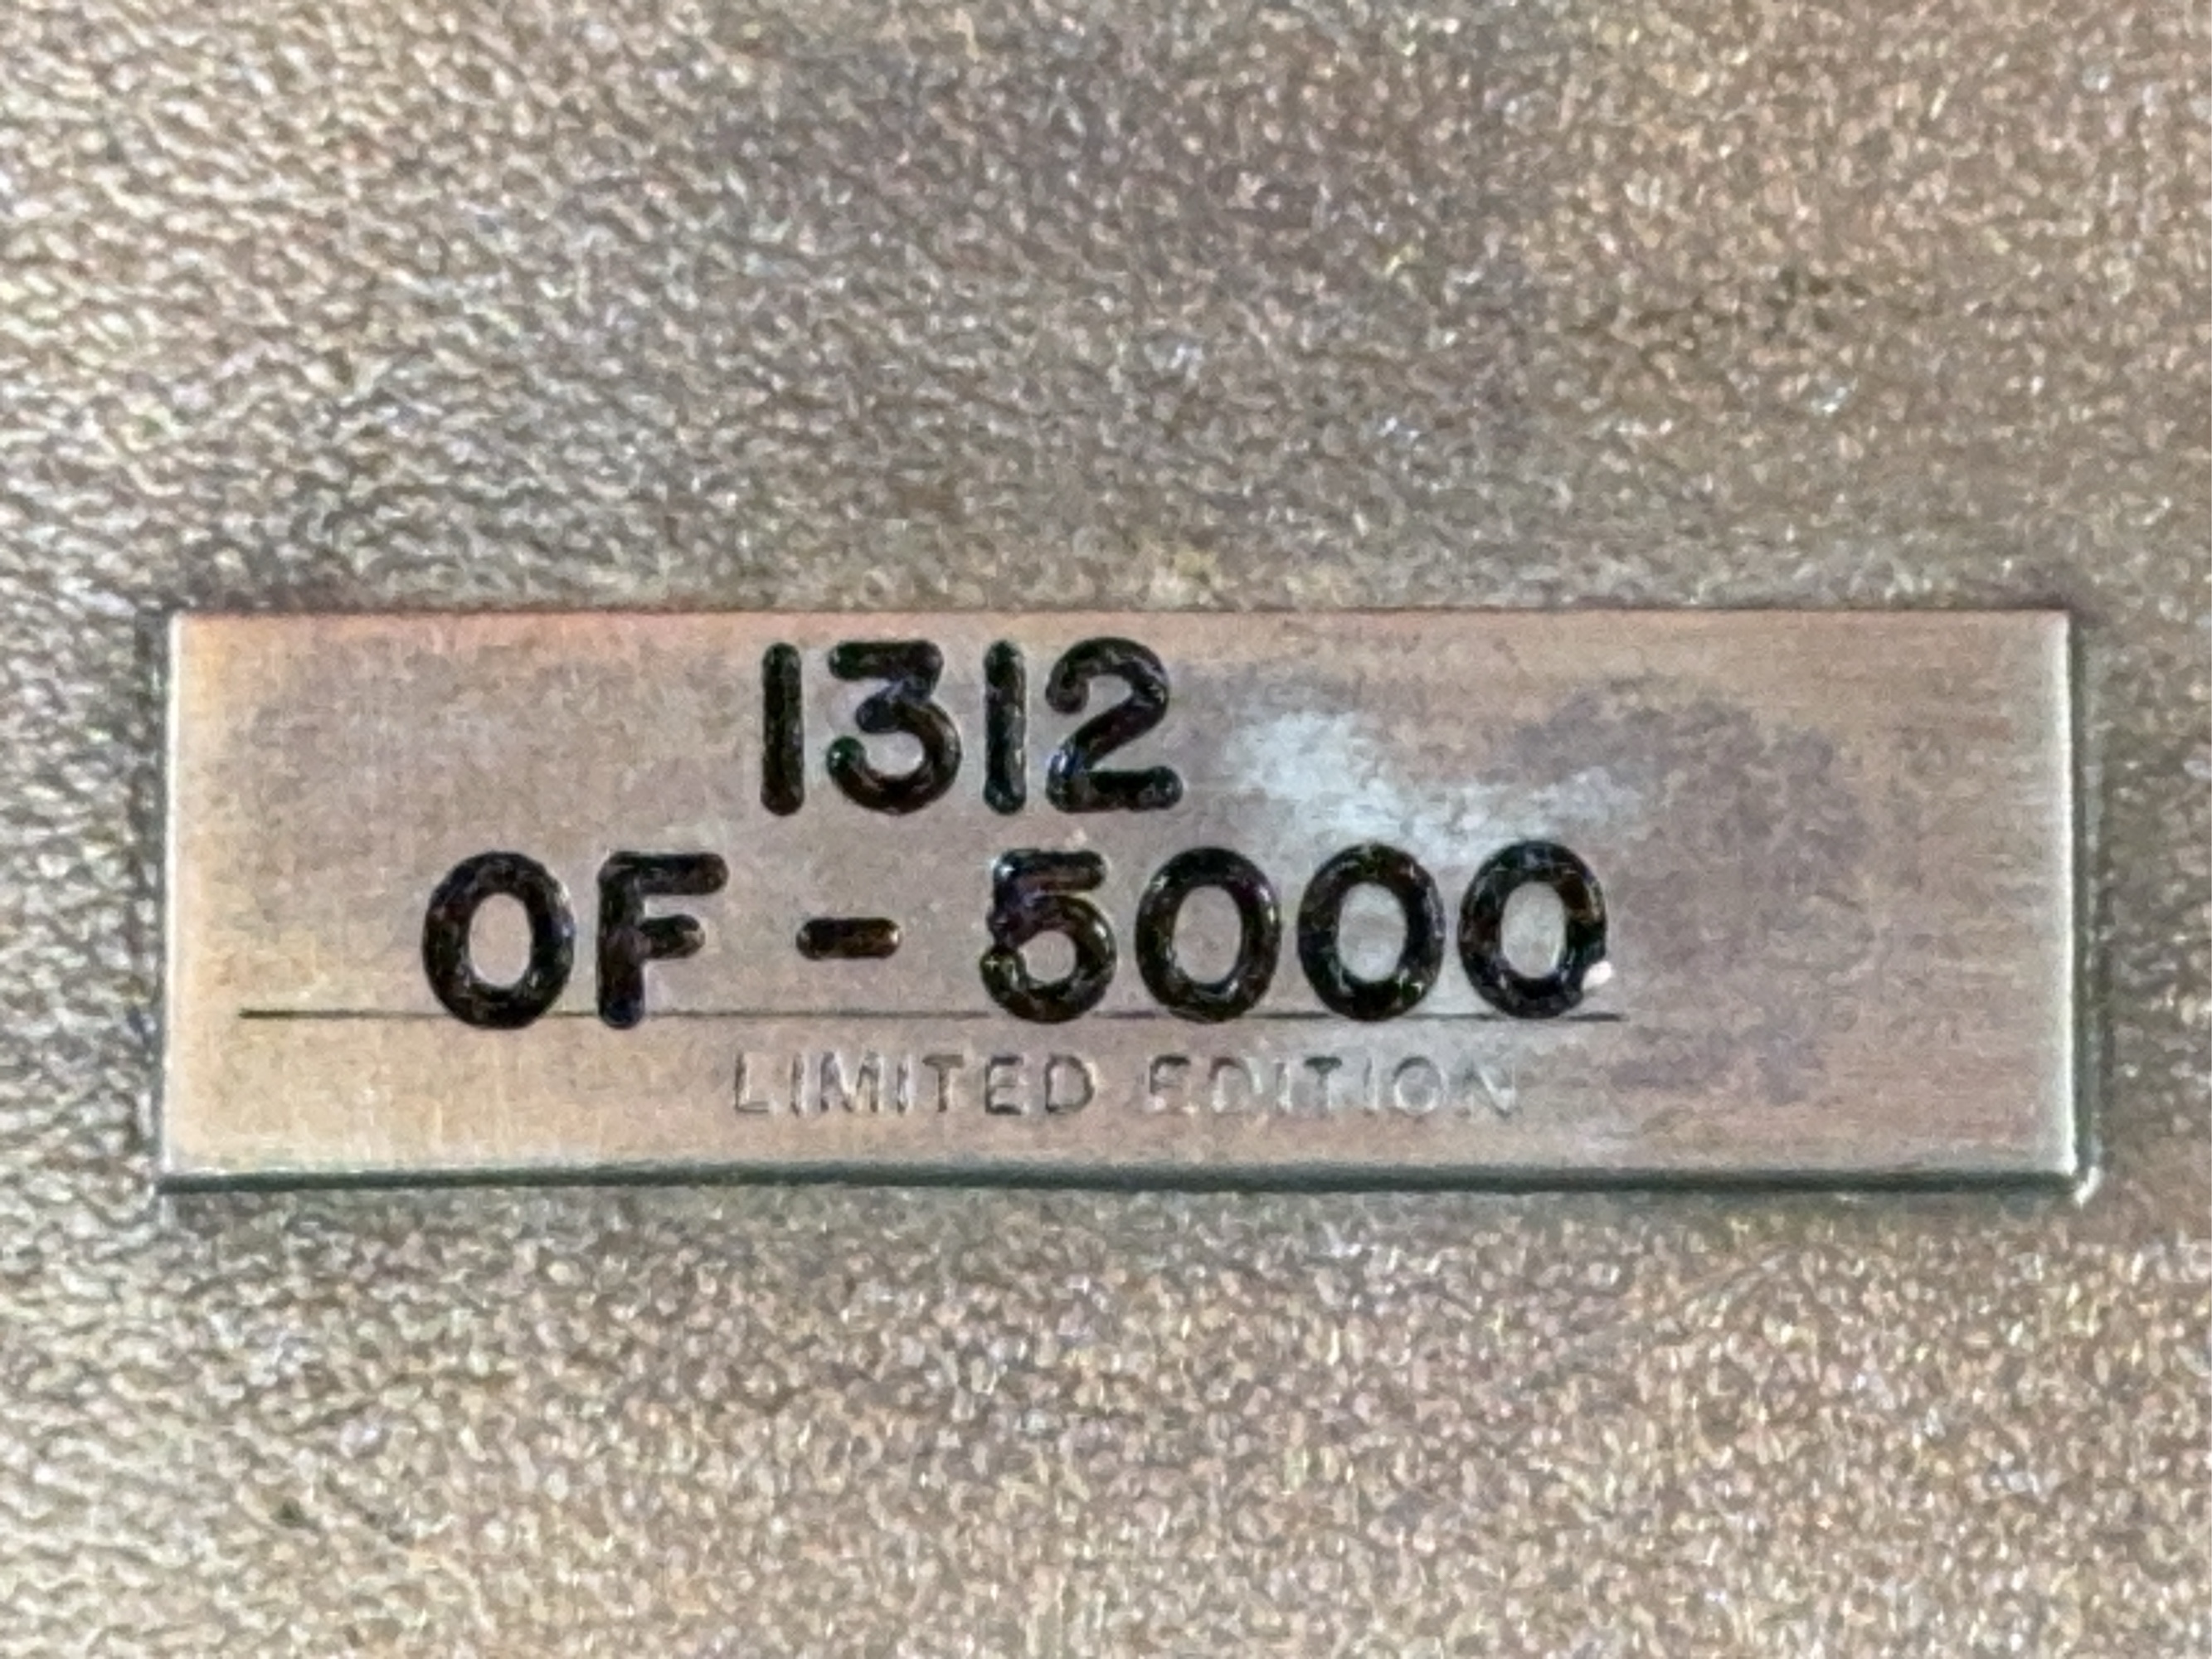 1312
OF - 5000
LIMITED EDITION